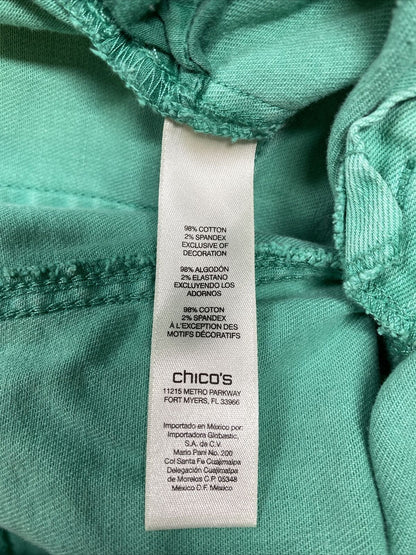 98% COTTON
2% SPANDEX
EXCLUSIVE OF
DECORATION
98% ALGODÓN
2% ELASTANO
EXCLUYENDO LOS
ADORNOS
98% COTON
2% SPANDEX
À L'EXCEPTION DES
MOTIFS DÉCORATIFS
chico's
11215 METRO PARKWAY
FORT MYERS, FL 33966
Importado en México por:
Importadora Globastic,
S.A. de C.V.
Mario Pani No. 200
Col Santa Fe Cuajimalpa
Delegación Cuajimalpa
de Morelos C.P. 05348
México D.F. México